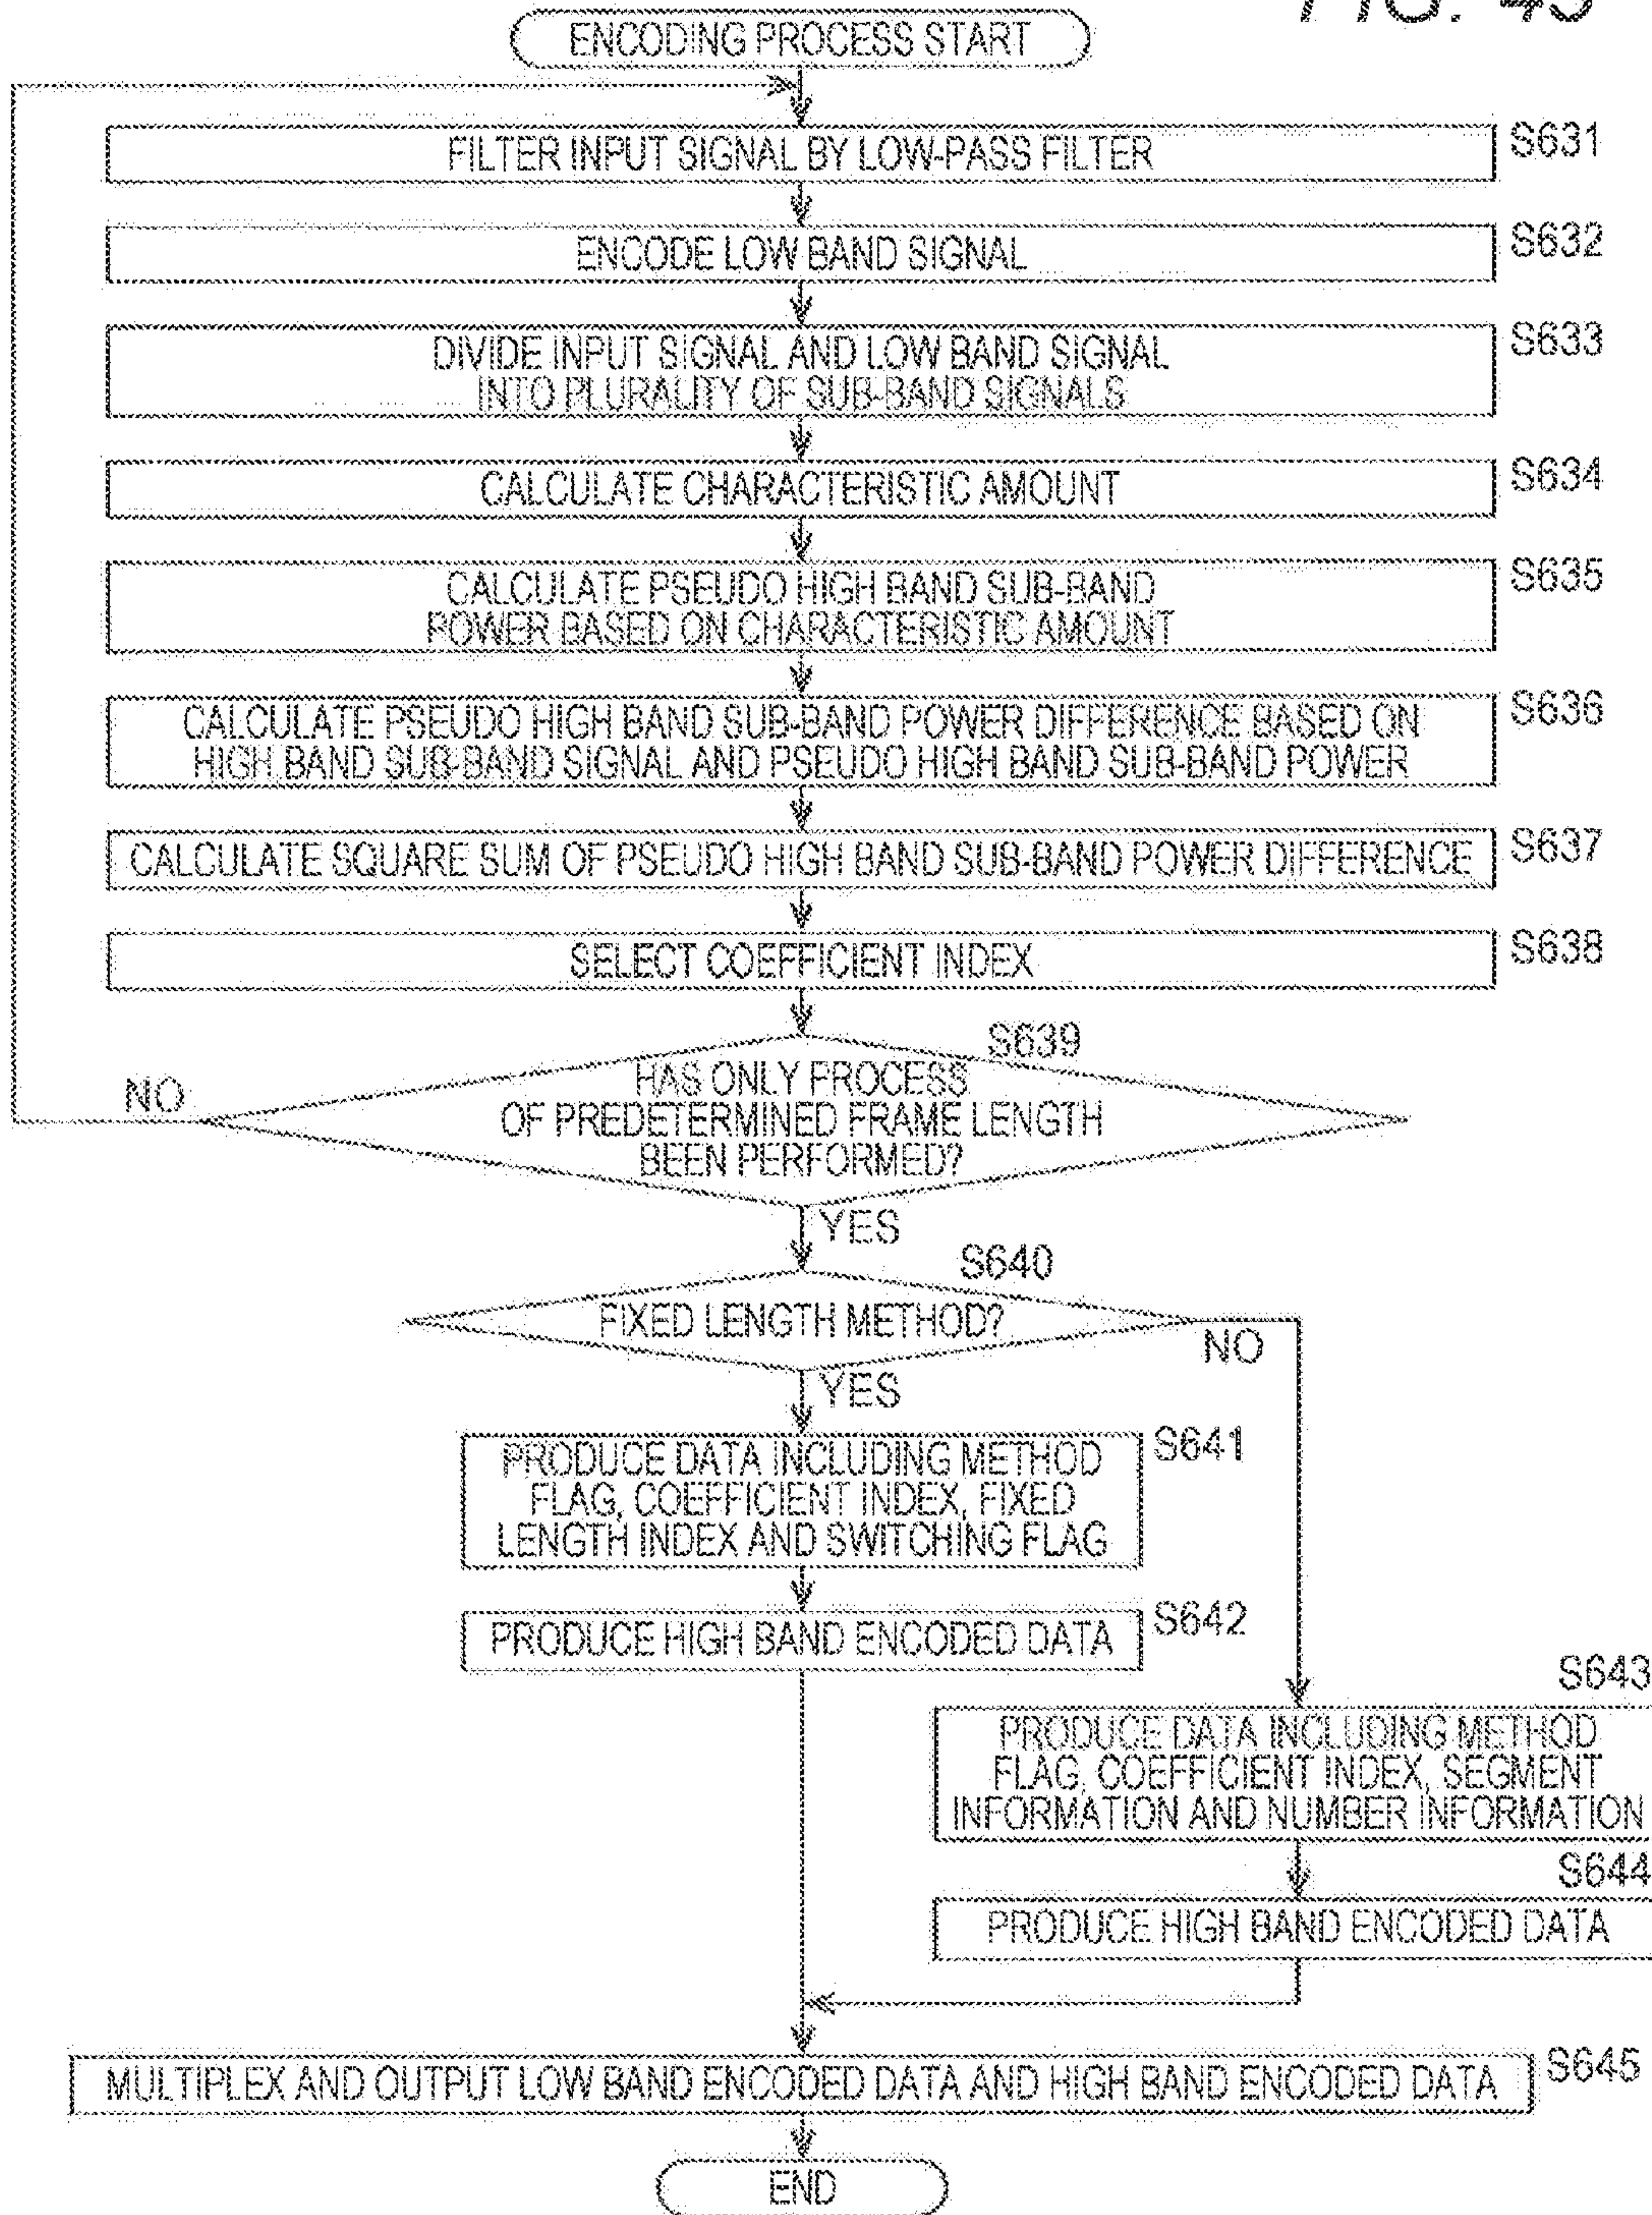 FIG. 45
ENCODING PROCESS START
FILTER INPUT SIGNAL BY LOW-PASS FILTER
S631
ENCODE LOW BAND SIGNAL
S632
DIVIDE INPUT SIGNAL AND LOW BAND SIGNAL
INTO PLURALITY OF SUB-BAND SIGNALS
S633
CALCULATE CHARACTERISTIC AMOUNT
S634
CALCULATE PSEUDO HIGH BAND SUB-BAND
POWER BASED ON CHARACTERISTIC AMOUNT
S635
CALCULATE PSEUDO HIGH BAND SUB-BAND POWER DIFFERENCE BASED ON
HIGH BAND SUB-BAND SIGNAL AND PSEUDO HIGH BAND SUB-BAND POWER
S636
CALCULATE SQUARE SUM OF PSEUDO HIGH BAND SUB-BAND POWER DIFFERENCE
S637
SELECT COEFFICIENT INDEX
S638
S639
HAS ONLY PROCESS
OF PREDETERMINED FRAME LENGTH
BEEN PERFORMED?
NO
YES
S640
FIXED LENGTH METHOD?
NO
YES
S641
PRODUCE DATA INCLUDING METHOD
FLAG, COEFFICIENT INDEX, FIXED
LENGTH INDEX AND SWITCHING FLAG
S642
PRODUCE HIGH BAND ENCODED DATA
S643
PRODUCE DATA INCLUDING METHOD
FLAG, COEFFICIENT INDEX, SEGMENT
INFORMATION AND NUMBER INFORMATION
S644
PRODUCE HIGH BAND ENCODED DATA
MULTIPLEX AND OUTPUT LOW BAND ENCODED DATA AND HIGH BAND ENCODED DATA
S645
END